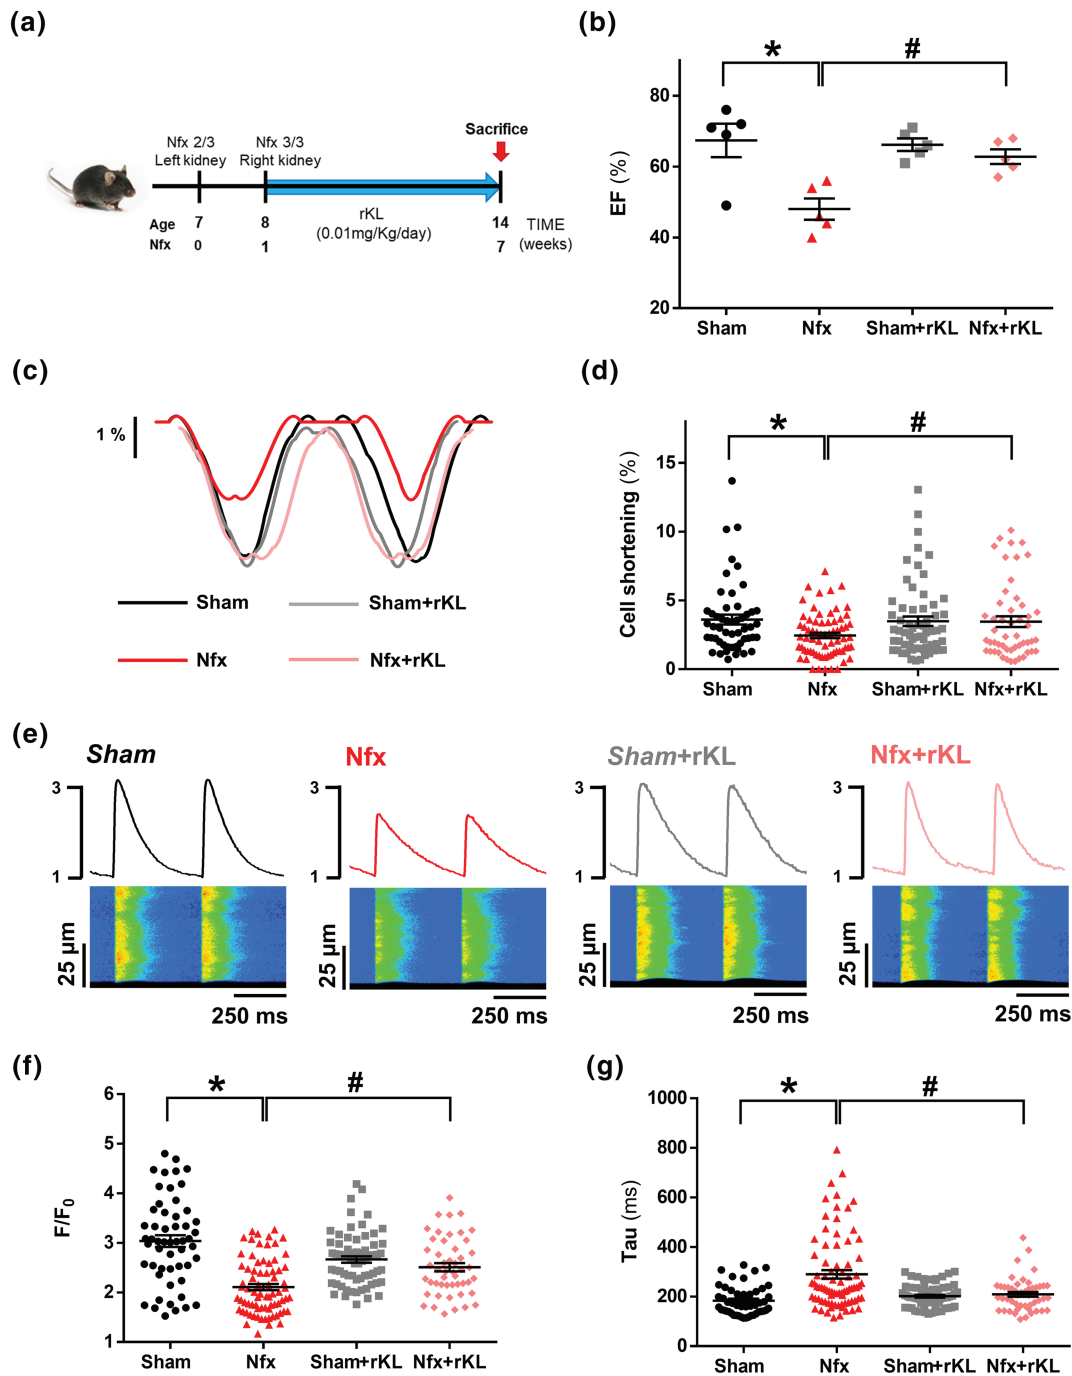 (a)
Sacrifice
Nfx 2/3
Left kidney
Nfx 3/3
Right kidney
Age 7 8 14 TIME
Nfx 0 1 7 (weeks)
rKL
(0.01mg/Kg/day)
(b)
* #
EF (%)
80
60
40
20
Sham Nfx Sham+rKL Nfx+rKL
(c)
1 %
Sham Sham+rKL
Nfx Nfx+rKL
(d)
* #
Cell shortening (%)
15
10
5
0
Sham Nfx Sham+rKL Nfx+rKL
(e)
Sham Nfx Sham+rKL Nfx+rKL
3 3 3 3
1 1 1 1
25 µm 25 µm 25 µm 25 µm
250 ms 250 ms 250 ms 250 ms
(f)
* #
F/F0
6
5
4
3
2
1
Sham Nfx Sham+rKL Nfx+rKL
(g)
* #
Tau (ms)
1000
800
600
400
200
0
Sham Nfx Sham+rKL Nfx+rKL